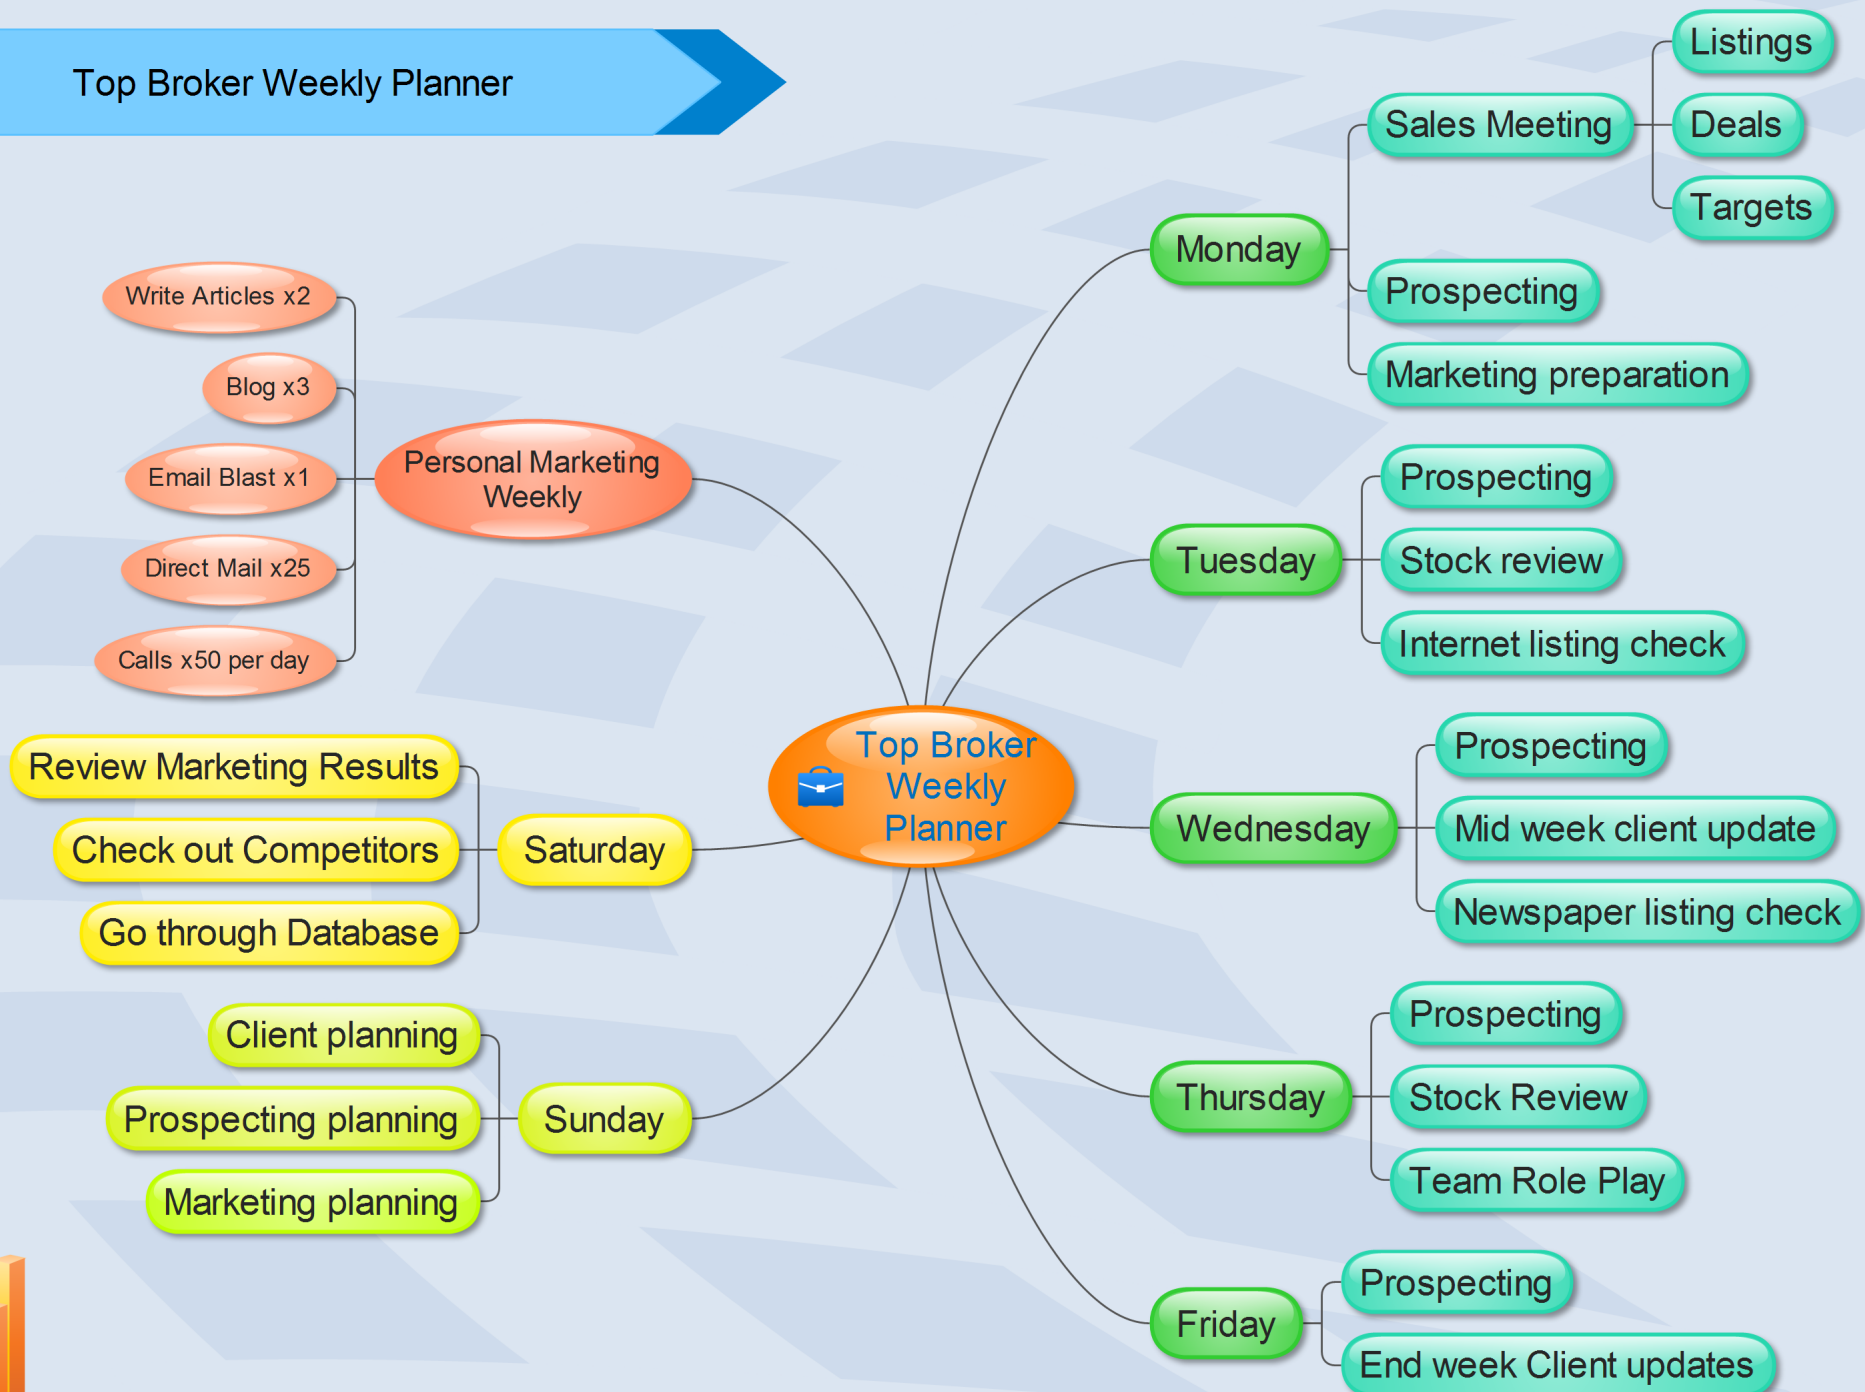 Top Broker Weekly Planner
Top Broker
Weekly
Planner
Monday
Sales Meeting
Listings
Deals
Targets
Prospecting
Marketing preparation
Tuesday
Prospecting
Stock review
Internet listing check
Wednesday
Prospecting
Mid week client update
Newspaper listing check
Thursday
Prospecting
Stock Review
Team Role Play
Friday
Prospecting
End week Client updates
Personal Marketing
Weekly
Write Articles x2
Blog x3
Email Blast x1
Direct Mail x25
Calls x50 per day
Saturday
Review Marketing Results
Check out Competitors
Go through Database
Sunday
Client planning
Prospecting planning
Marketing planning